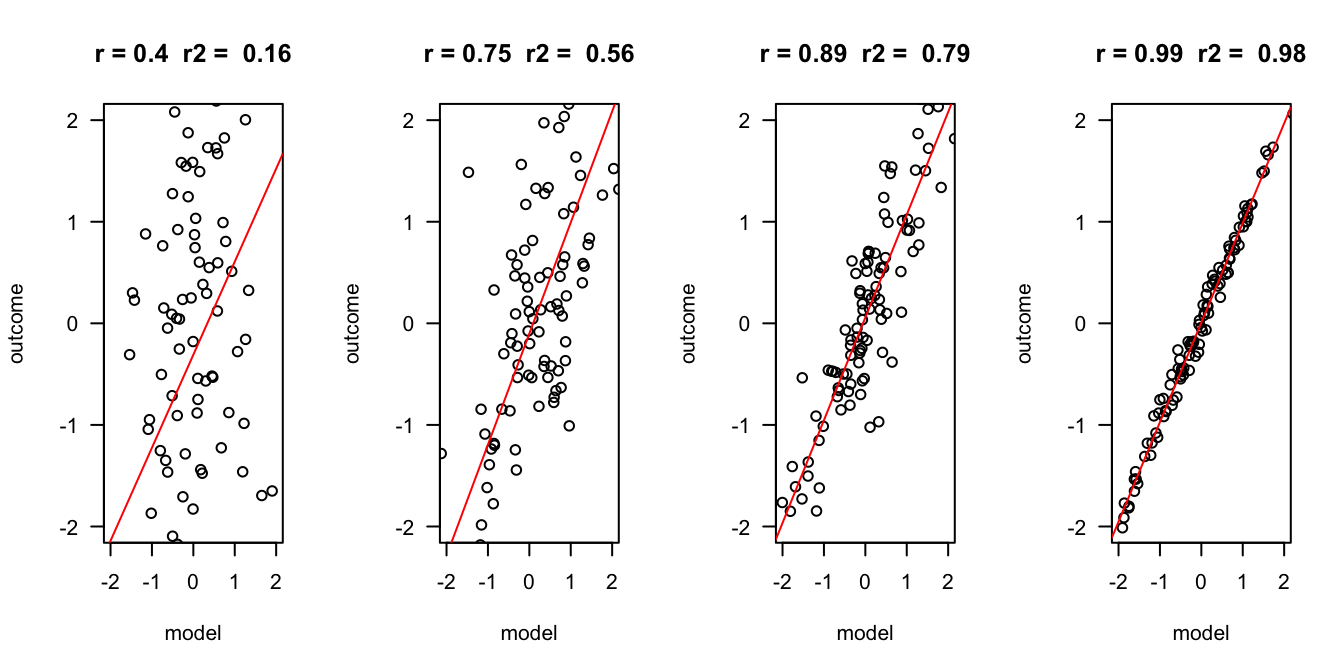 r = 0.4 r2 = 0.16
2
1
0
-1
-2
-2 -1 0 1 2
outcome
model
r = 0.75 r2 = 0.56
2
1
0
-1
-2
-2 -1 0 1 2
outcome
model
r = 0.89 r2 = 0.79
2
1
0
-1
-2
-2 -1 0 1 2
outcome
model
r = 0.99 r2 = 0.98
2
1
0
-1
-2
-2 -1 0 1 2
outcome
model